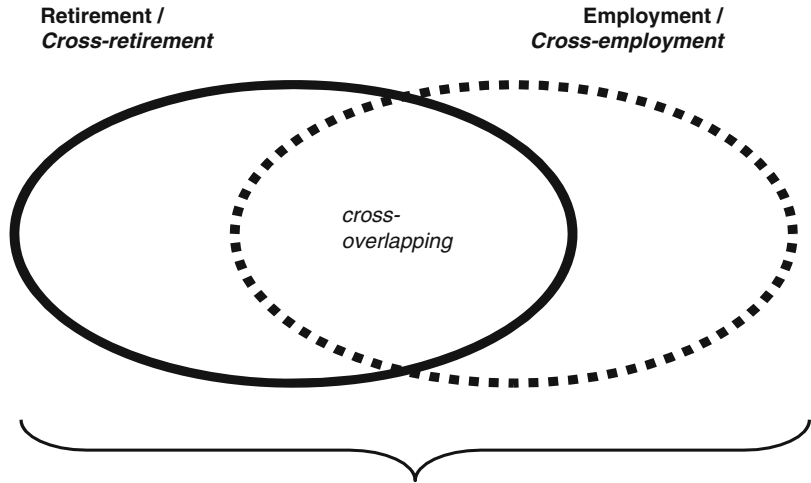 Retirement /
Cross-retirement
Employment /
Cross-employment
cross-
overlapping